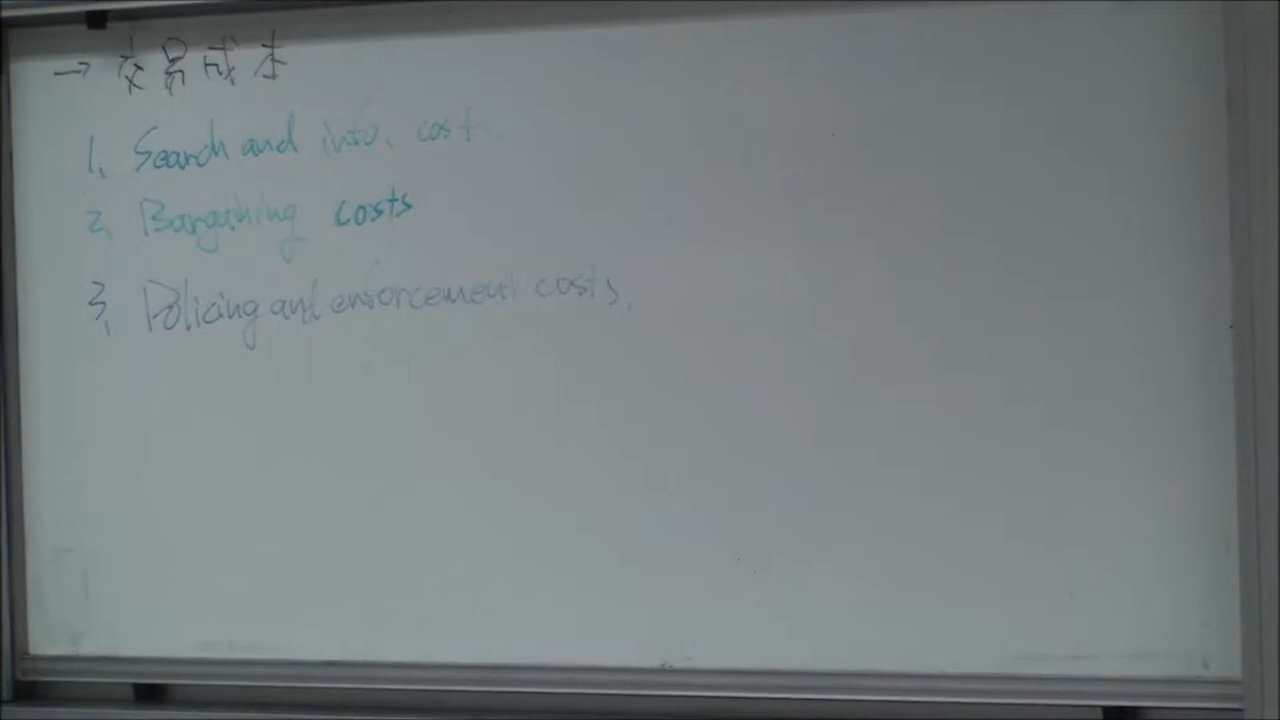 → 交易成本
1. Search and info. cost
2. Bargaining costs
3. Policing and enforcement costs.